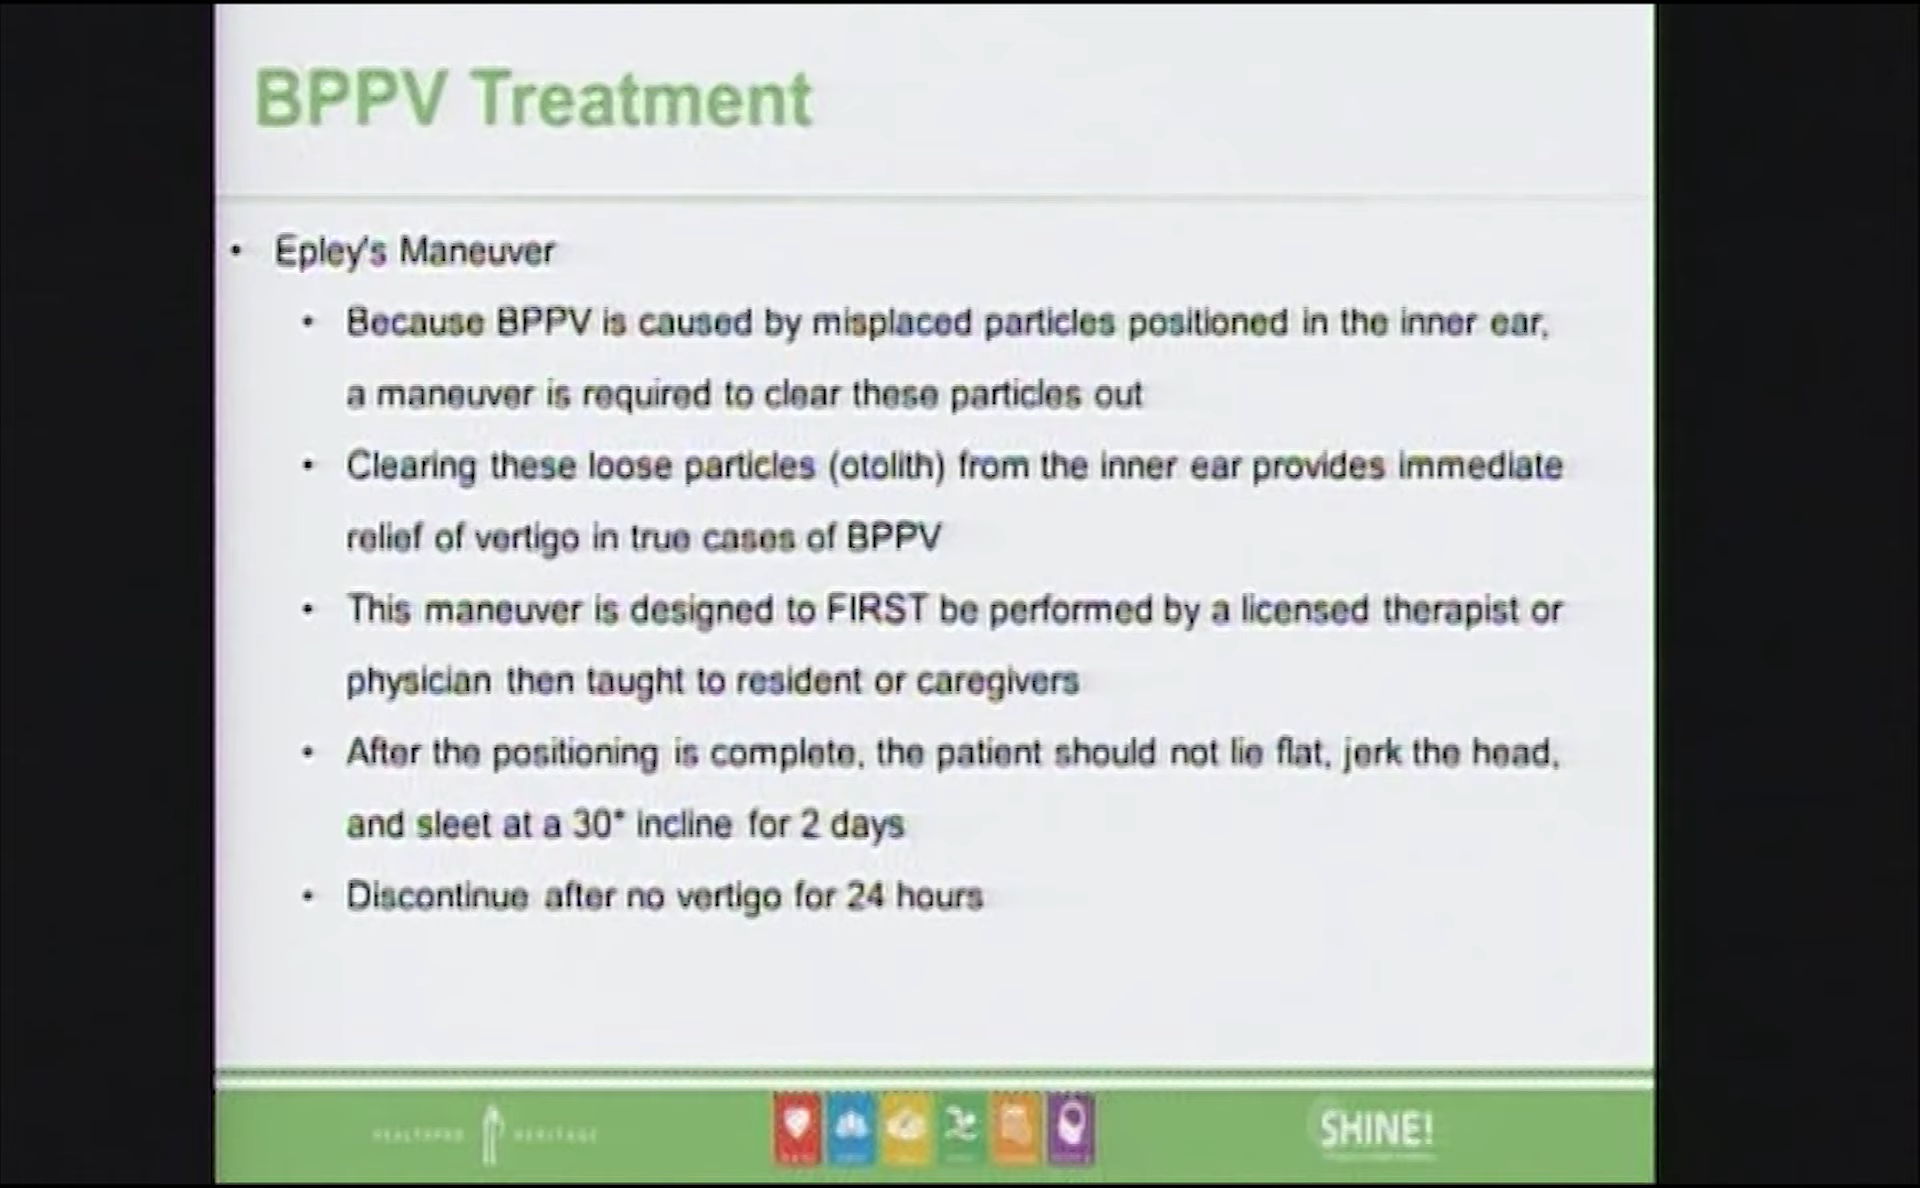 BPPV Treatment
• Epley's Maneuver
• Because BPPV is caused by misplaced particles positioned in the inner ear,
a maneuver is required to clear these particles out
• Clearing these loose particles (otolith) from the inner ear provides immediate
relief of vertigo in true cases of BPPV
• This maneuver is designed to FIRST be performed by a licensed therapist or
physician then taught to resident or caregivers
• After the positioning is complete, the patient should not lie flat, jerk the head,
and sleet at a 30° incline for 2 days
• Discontinue after no vertigo for 24 hours
HEALTHPRO HERITAGE
SHINE!